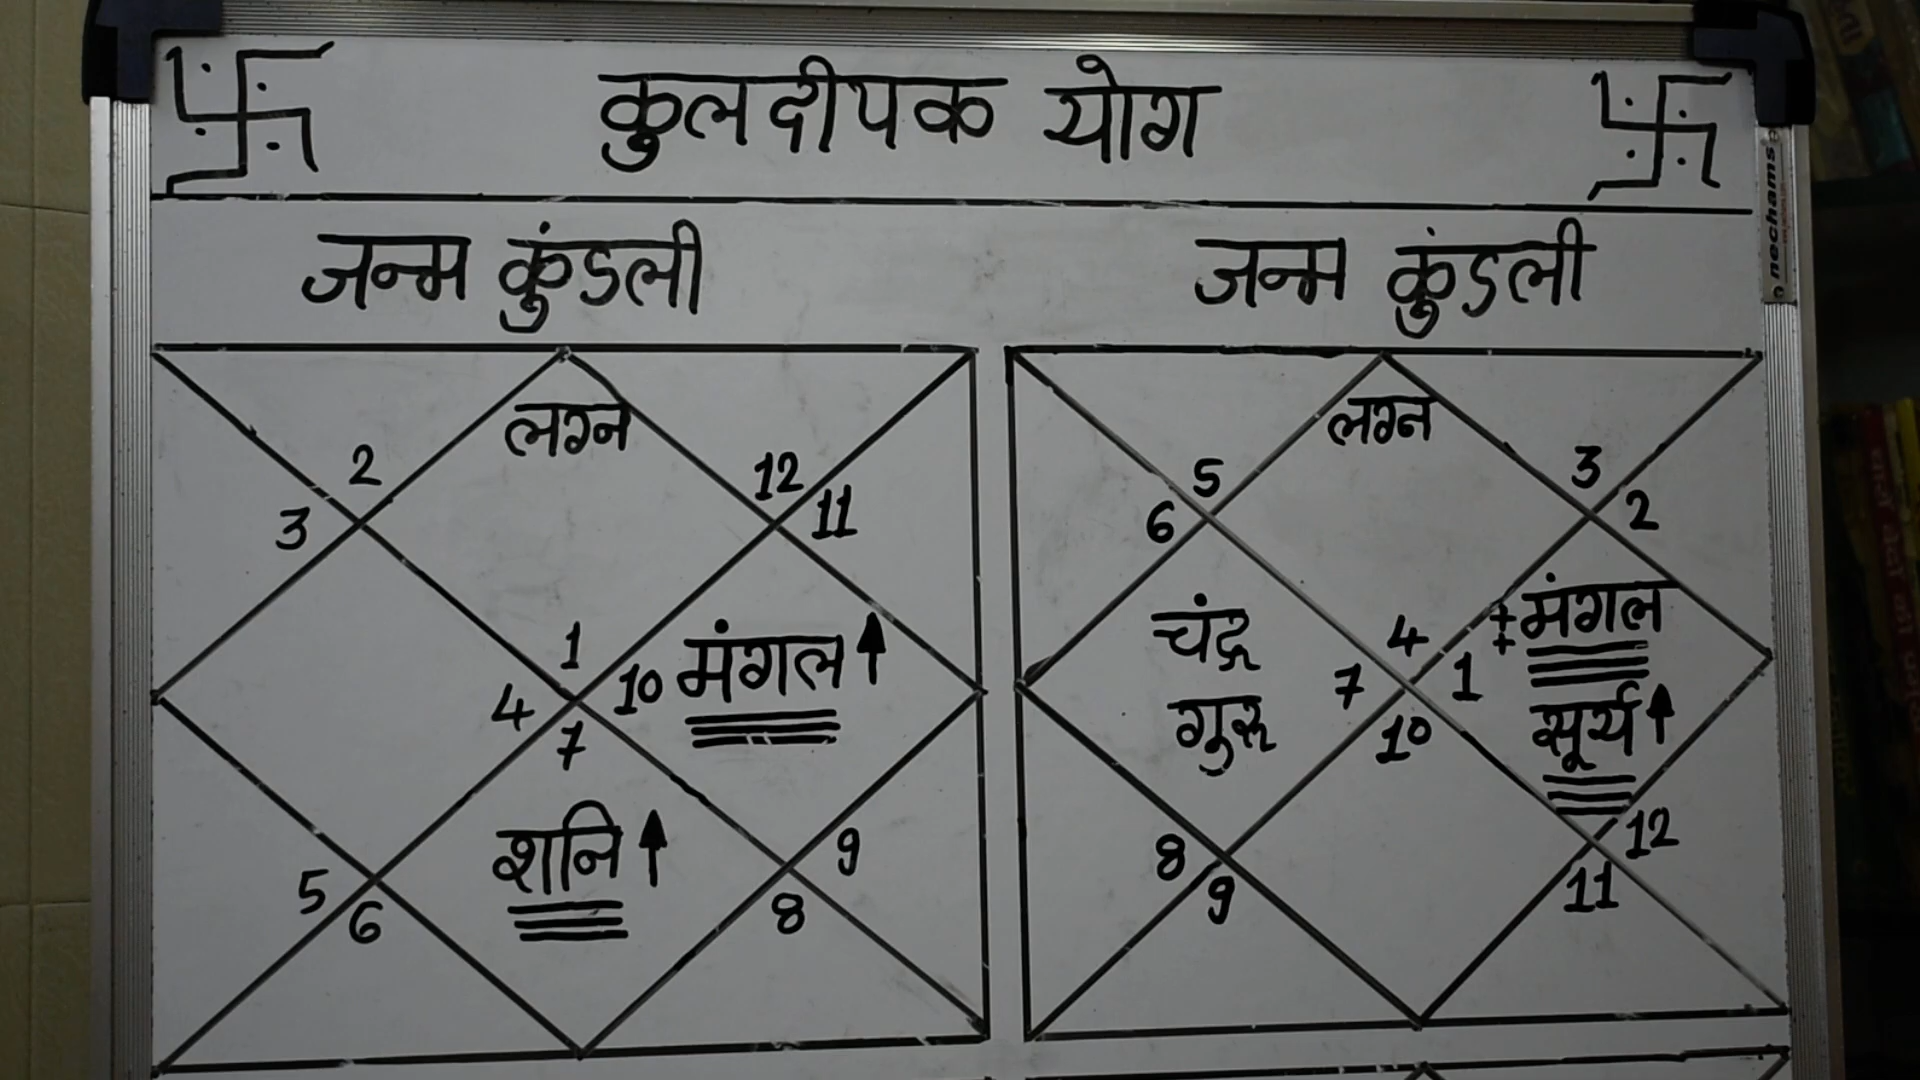 कुलदीपक योग
जन्म कुंडली
जन्म कुंडली
लग्न
2
12
3
11
1
4
10
मंगल
7
शनि
5
6
9
8
लग्न
5
3
6
2
चंद्र
गुरू
4
7
1
10
मंगल
सूर्य
8
9
12
11
nechams